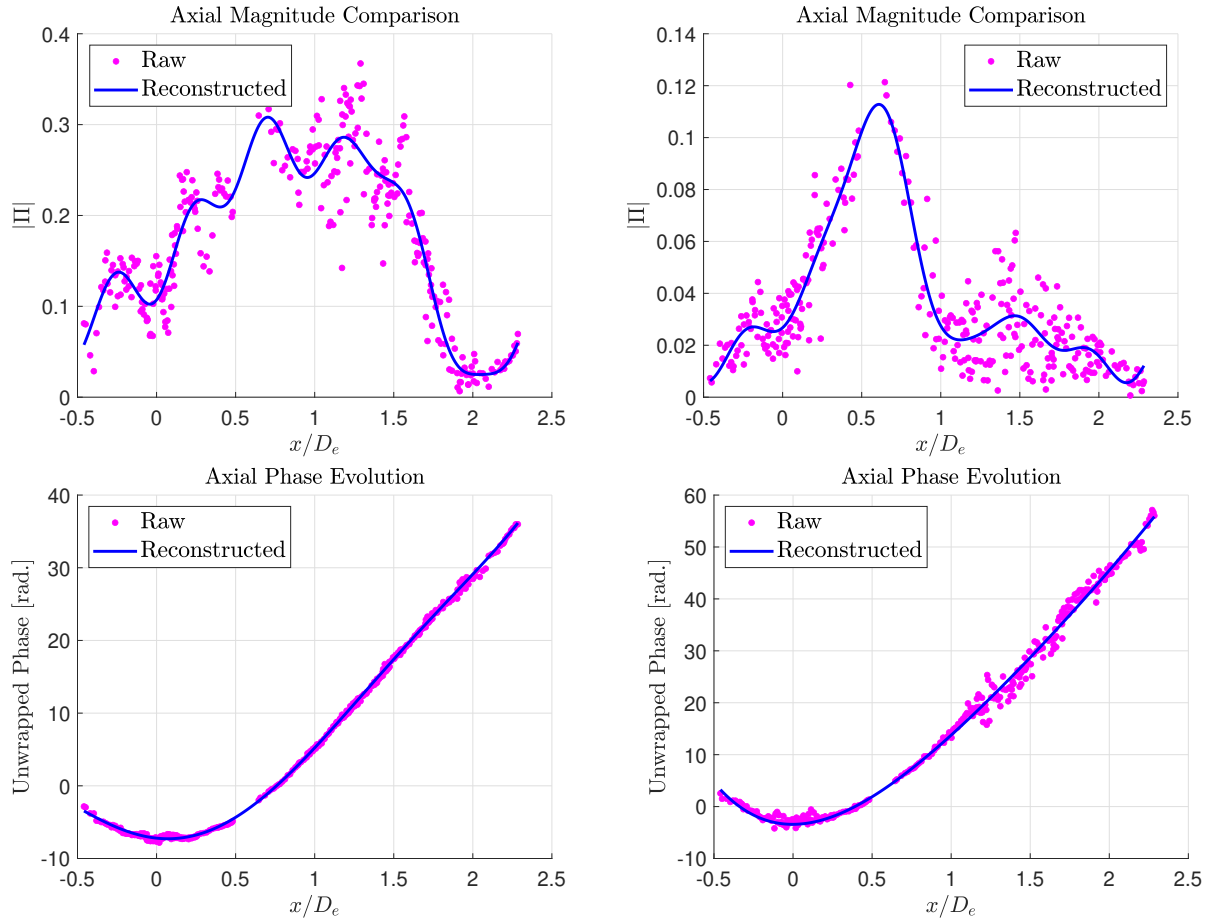 Axial Magnitude Comparison
|Π|
0.4
0.3
0.2
0.1
0
Raw
Reconstructed
-0.5 0 0.5 1 1.5 2 2.5
x/D_e
Axial Magnitude Comparison
|Π|
0.14
0.12
0.1
0.08
0.06
0.04
0.02
0
Raw
Reconstructed
-0.5 0 0.5 1 1.5 2 2.5
x/D_e
Axial Phase Evolution
Unwrapped Phase [rad.]
40
30
20
10
0
-10
Raw
Reconstructed
-0.5 0 0.5 1 1.5 2 2.5
x/D_e
Axial Phase Evolution
Unwrapped Phase [rad.]
60
50
40
30
20
10
0
-10
Raw
Reconstructed
-0.5 0 0.5 1 1.5 2 2.5
x/D_e